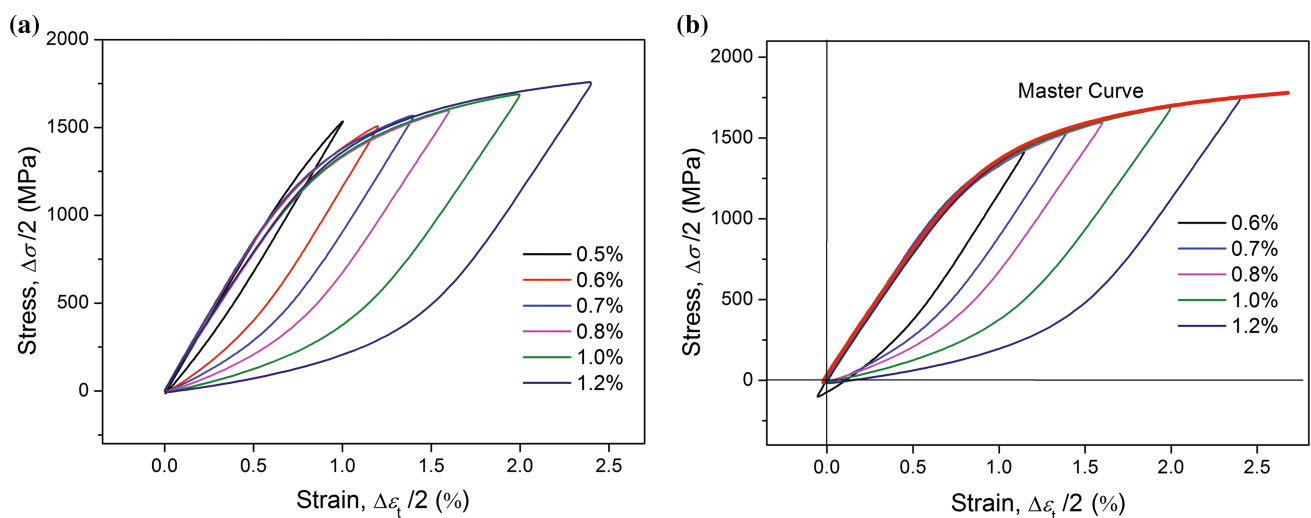 (a)
2000
1500
1000
500
0
Stress, Δσ/2 (MPa)
0.5%
0.6%
0.7%
0.8%
1.0%
1.2%
0.0 0.5 1.0 1.5 2.0 2.5
Strain, Δεt /2 (%)
(b)
2000
1500
1000
500
0
Stress, Δσ/2 (MPa)
Master Curve
0.6%
0.7%
0.8%
1.0%
1.2%
0.0 0.5 1.0 1.5 2.0 2.5
Strain, Δεt /2 (%)